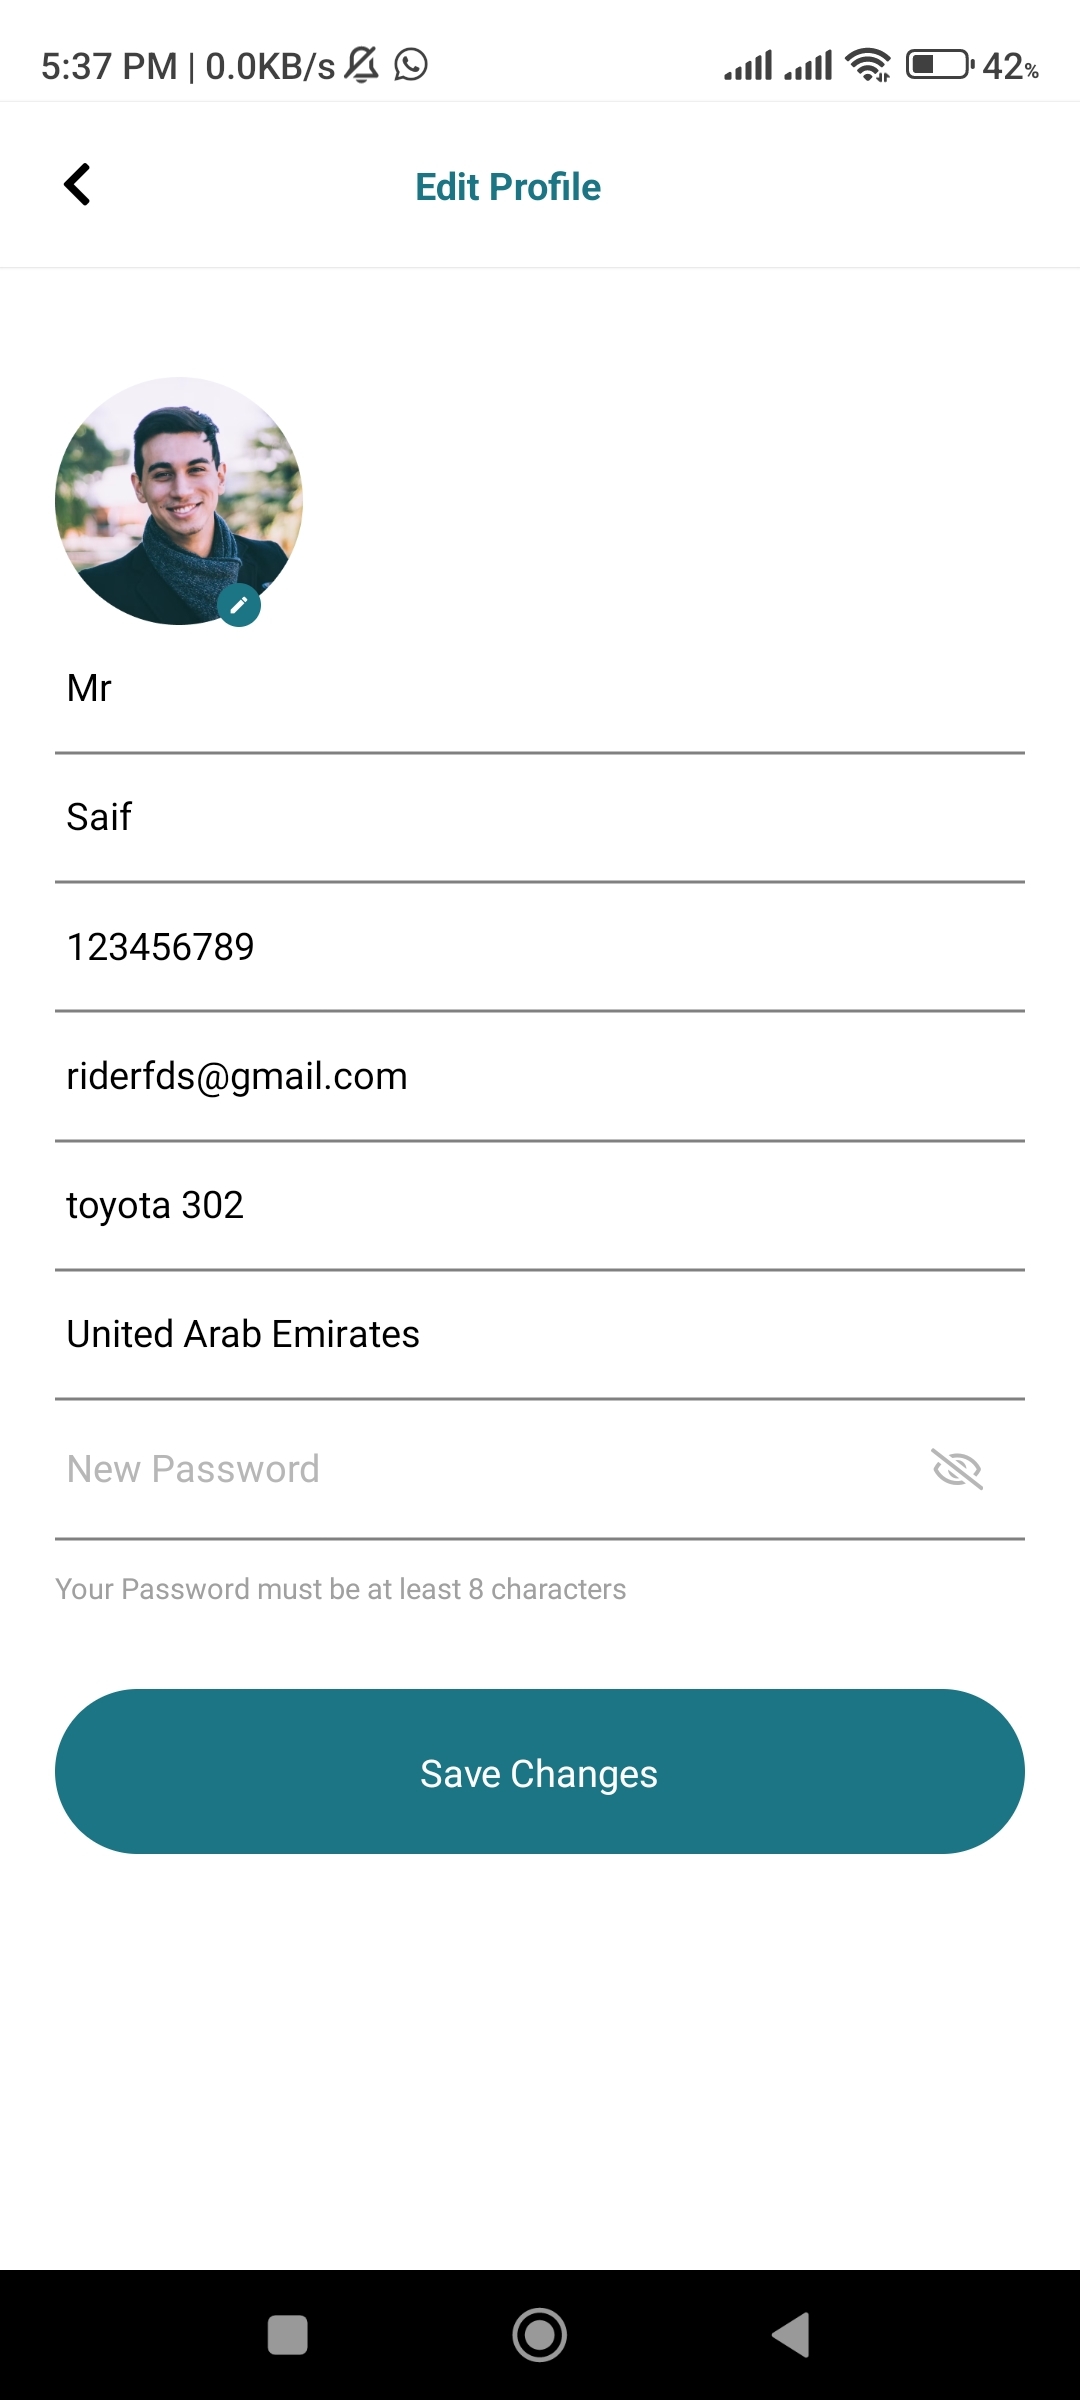 5:37 PM | 0.0KB/s 42%
Edit Profile
Mr
Saif
123456789
riderfds@gmail.com
toyota 302
United Arab Emirates
New Password
Your Password must be at least 8 characters
Save Changes